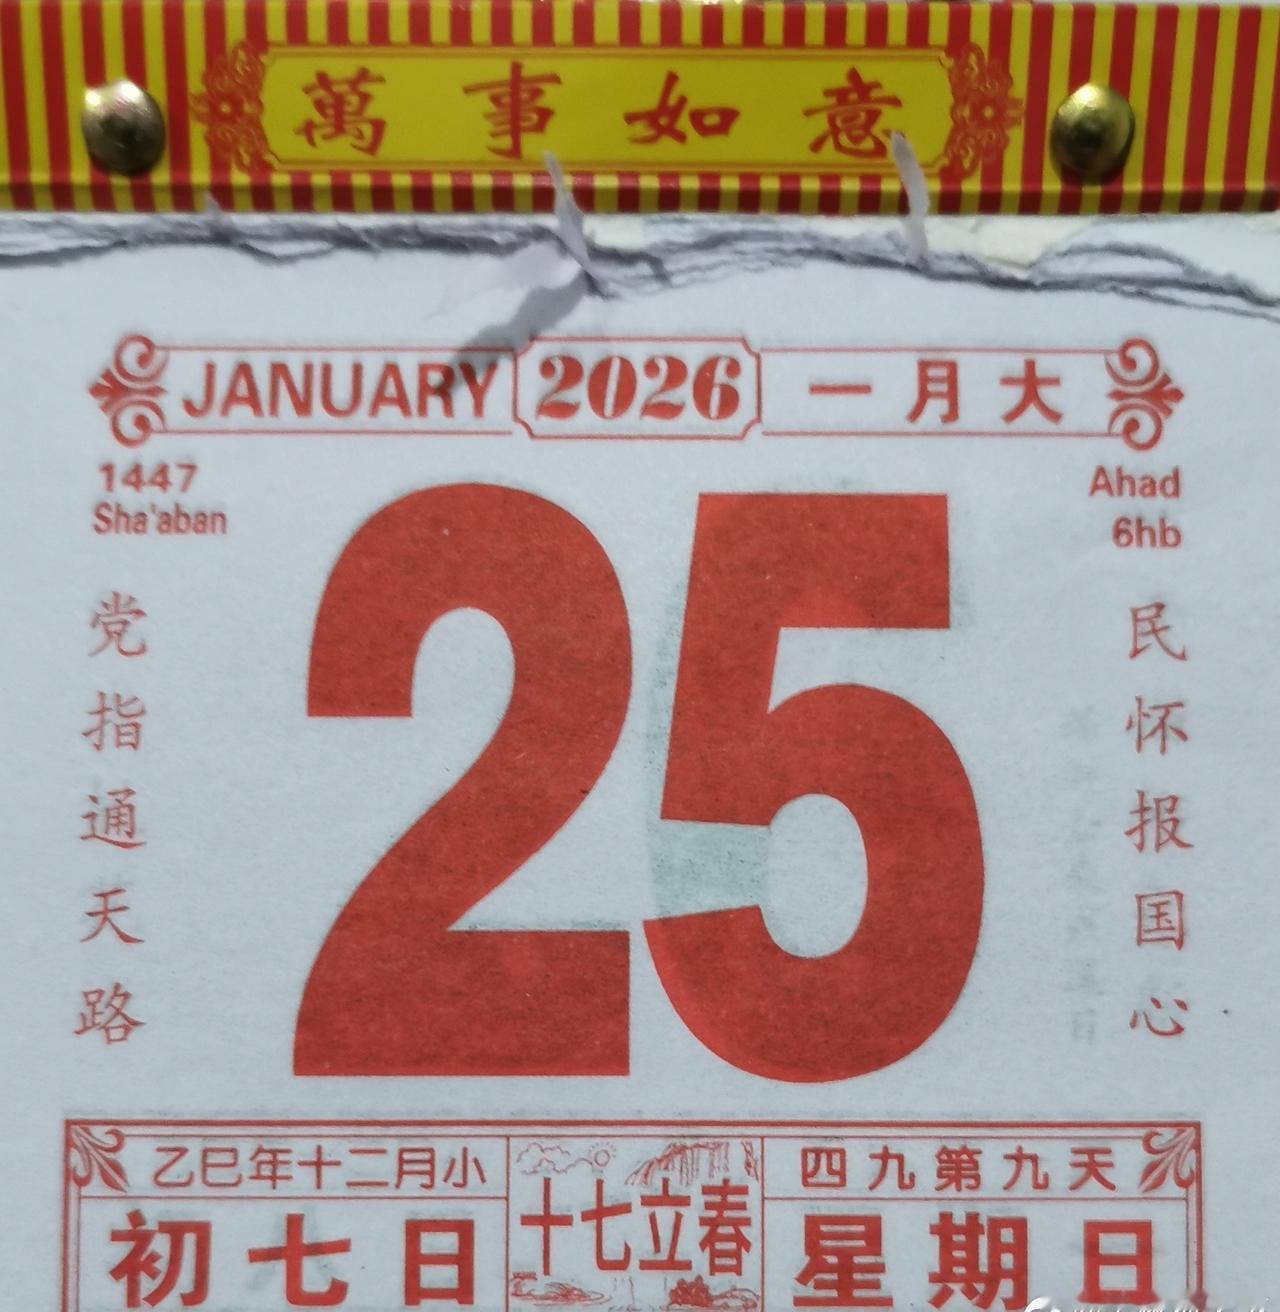 萬事如意
JANUARY 2026 一月大
1447
Sha'aban
Ahad
6hb
25
党指通天路
民怀报国心
乙巳年十二月小
初七日
十七立春
四九第九天
星期日